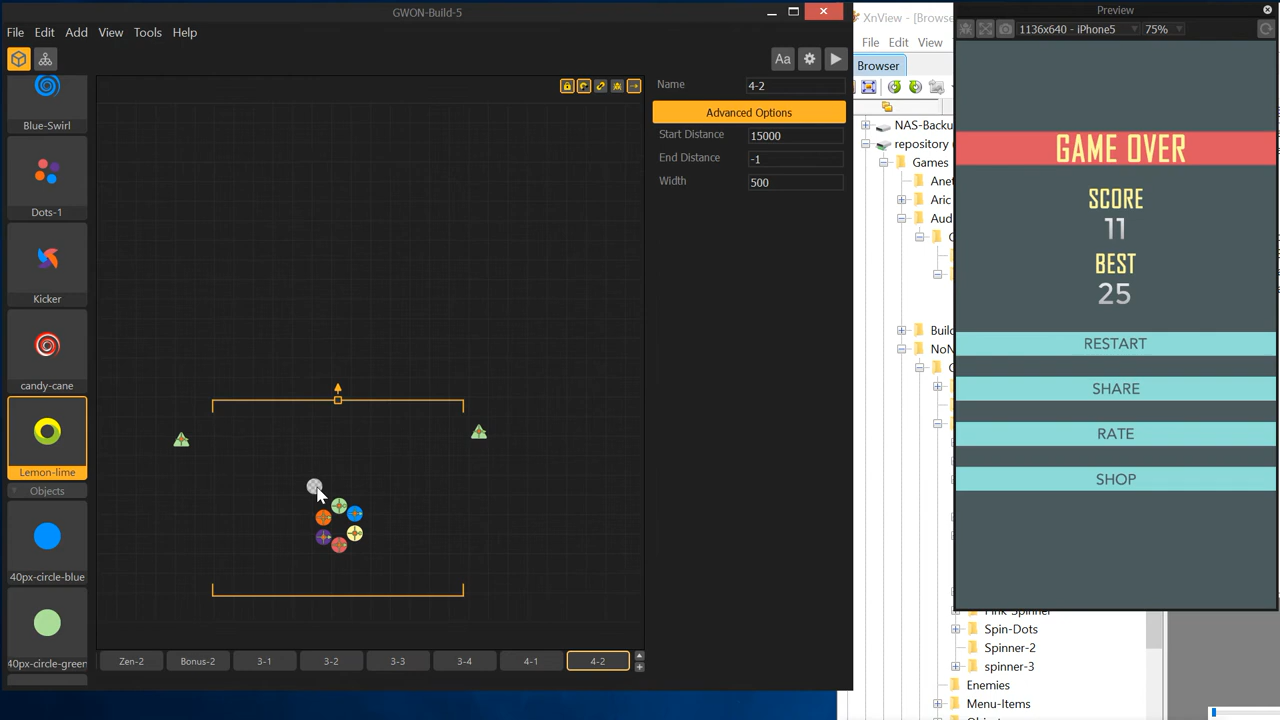 GWON-Build-5
File Edit Add View Tools Help
Aa
Blue-Swirl
Dots-1
Kicker
candy-cane
Lemon-lime
Objects
40px-circle-blue
40px-circle-green
Name 4-2
Advanced Options
Start Distance 15000
End Distance -1
Width 500
Zen-2 Bonus-2 3-1 3-2 3-3 3-4 4-1 4-2
XnView - [Brows
File Edit View
Browser
NAS-Backu
repository (
Games
Anet
Aric
Aud
Build
NoN
Spin-Dots
Spinner-2
spinner-3
Enemies
Menu-Items
Preview
1136x640 - iPhone5 75%
GAME OVER
SCORE
11
BEST
25
RESTART
SHARE
RATE
SHOP